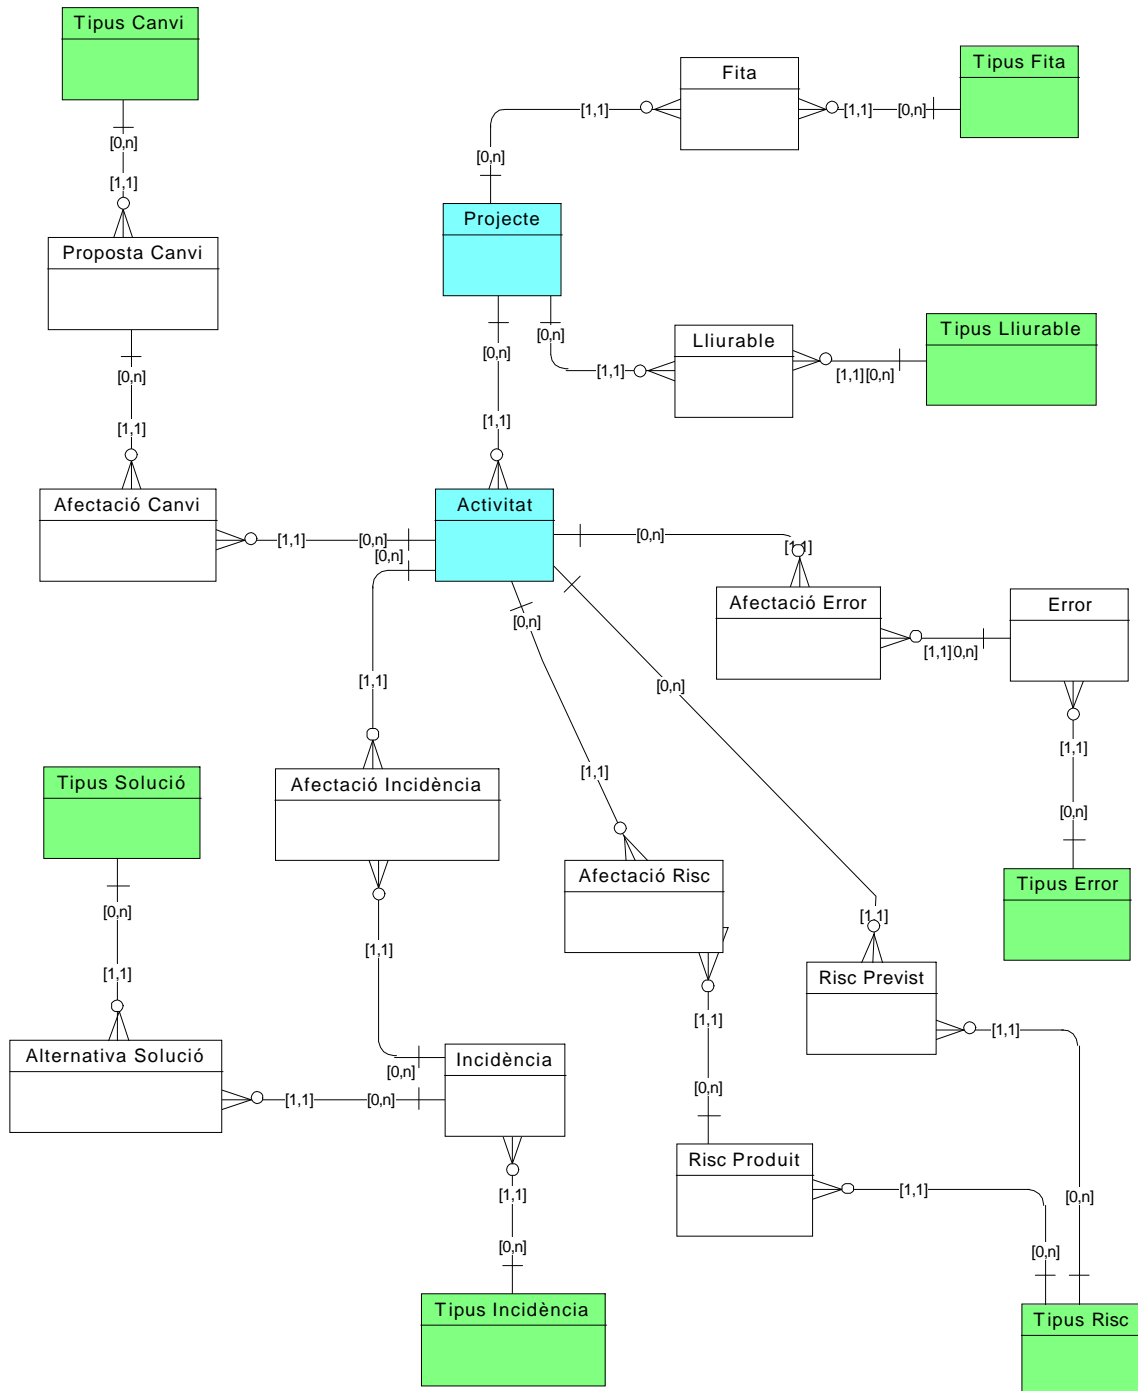 Tipus Canvi
Fita
Tipus Fita
[1,1]
[1,1]
[0,n]
[0,n]
[0,n]
[1,1]
Projecte
Proposta Canvi
[0,n]
[0,n]
Lliurable
Tipus Lliurable
[0,n]
[1,1]
[1,1]
[0,n]
[1,1]
[1,1]
Afectació Canvi
Activitat
[1,1]
[0,n]
[0,n]
[0,n]
[1,1]
Afectació Error
Error
[0,n]
[1,1]
[0,n]
[1,1]
[0,n]
[1,1]
[1,1]
Tipus Solució
Afectació Incidència
[0,n]
Afectació Risc
Tipus Error
[0,n]
[1,1]
[1,1]
[1,1]
Risc Previst
[1,1]
[1,1]
Alternativa Solució
Incidència
[0,n]
[0,n]
[1,1]
[0,n]
Risc Produit
[1,1]
[1,1]
[0,n]
[0,n]
[0,n]
Tipus Incidència
Tipus Risc